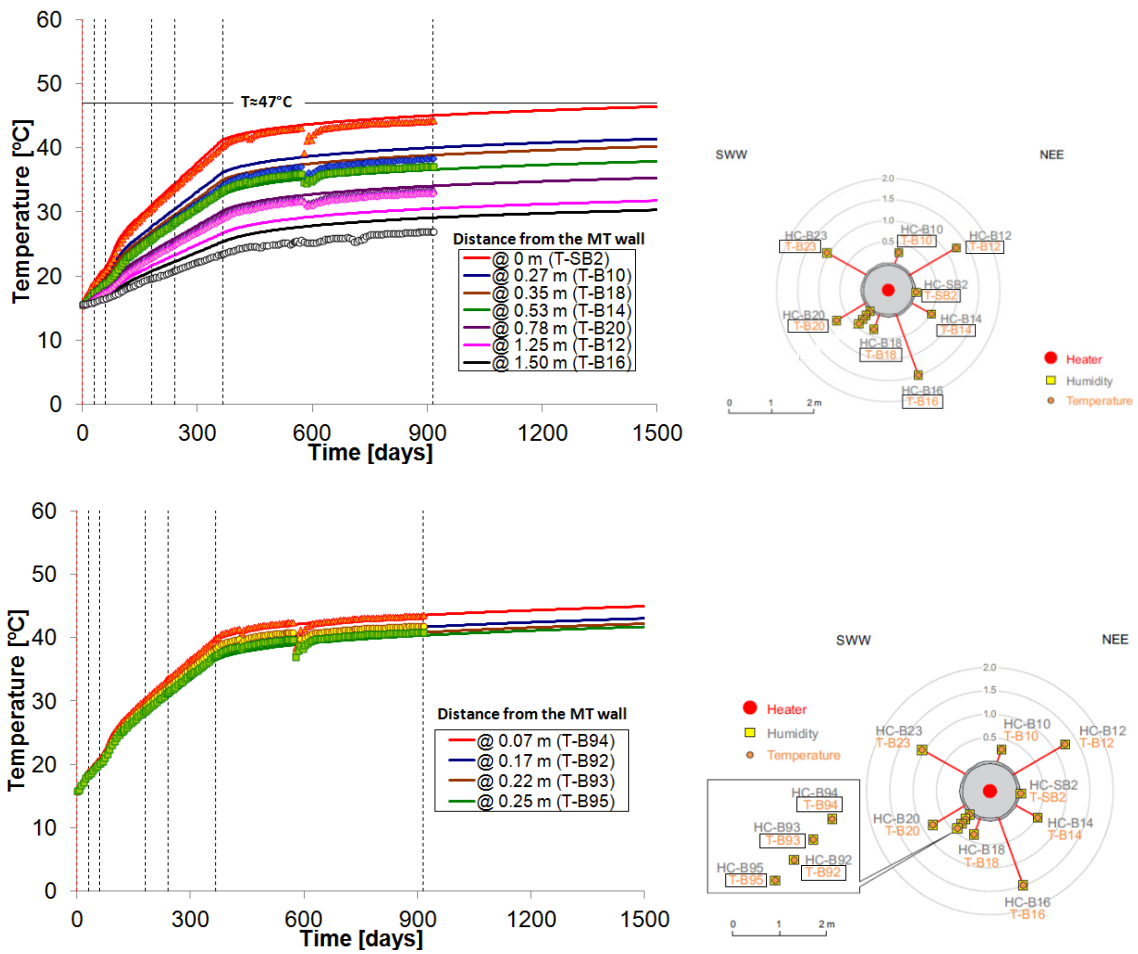 60
50
40
30
20
10
0
Temperature [ºC]
T≈47°C
Distance from the MT wall
@ 0 m (T-SB2)
@ 0.27 m (T-B10)
@ 0.35 m (T-B18)
@ 0.53 m (T-B14)
@ 0.78 m (T-B20)
@ 1.25 m (T-B12)
@ 1.50 m (T-B16)
0 300 600 900 1200 1500
Time [days]
SWW
NEE
2.0
1.5
1.0
0.5
HC-B23
T-B23
HC-B10
T-B10
HC-B12
T-B12
HC-SB2
T-SB2
HC-B20
T-B20
HC-B14
T-B14
HC-B18
T-B18
HC-B16
T-B16
Heater
Humidity
Temperature
0 1 2 m
60
50
40
30
20
10
0
Temperature [ºC]
Distance from the MT wall
@ 0.07 m (T-B94)
@ 0.17 m (T-B92)
@ 0.22 m (T-B93)
@ 0.25 m (T-B95)
0 300 600 900 1200 1500
Time [days]
SWW
NEE
Heater
Humidity
Temperature
2.0
1.5
1.0
0.5
HC-B23
T-B23
HC-B10
T-B10
HC-B12
T-B12
HC-SB2
T-SB2
HC-B20
T-B20
HC-B14
T-B14
HC-B18
T-B18
HC-B16
T-B16
HC-B94
T-B94
HC-B93
T-B93
HC-B92
T-B92
HC-B95
T-B95
0 1 2 m